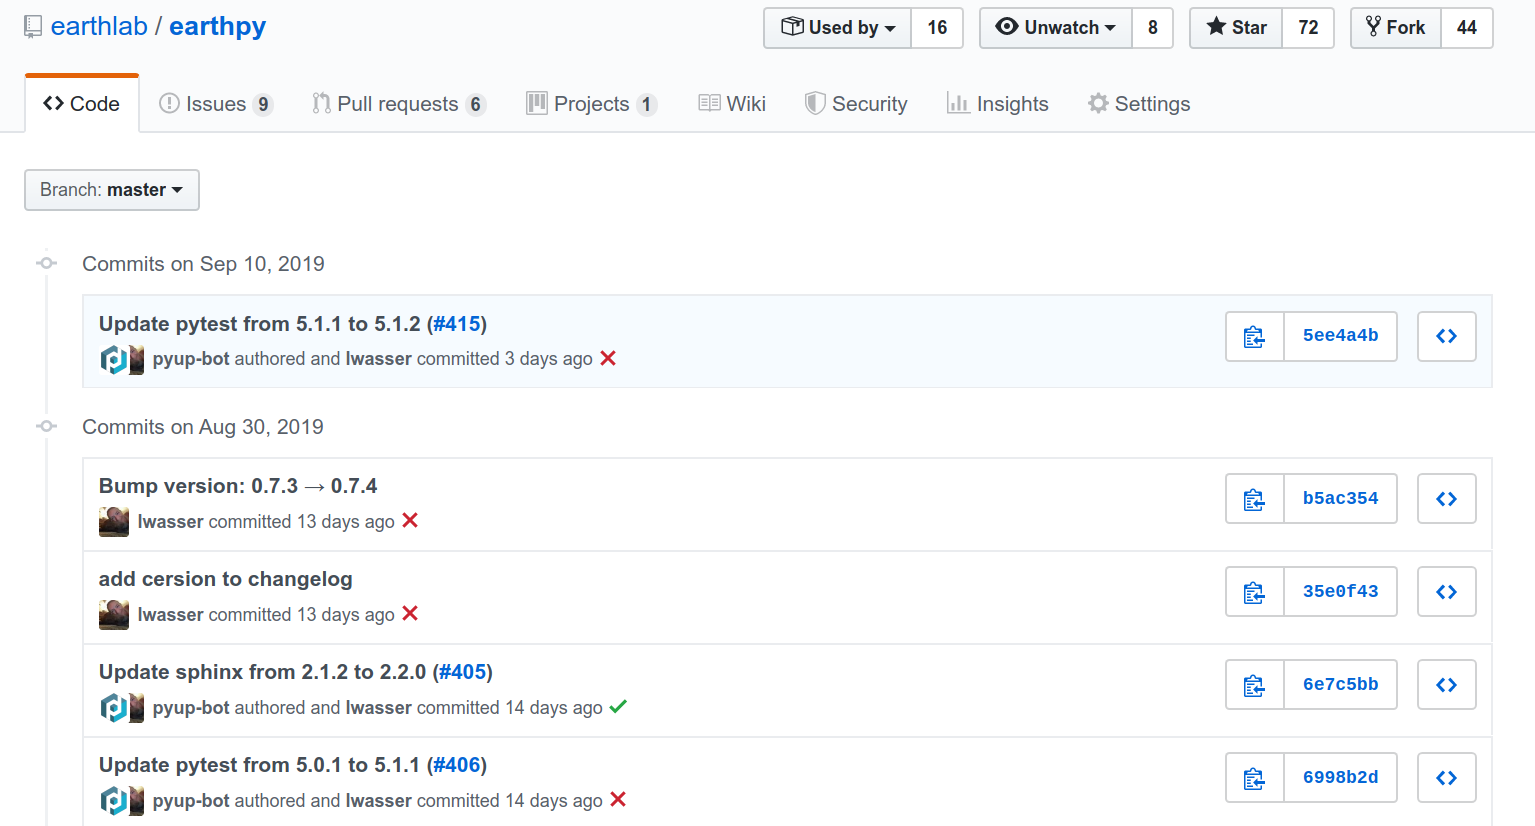 earthlab / earthpy
Used by 16 Unwatch 8 Star 72 Fork 44
Code Issues 9 Pull requests 6 Projects 1 Wiki Security Insights Settings
Branch: master
Commits on Sep 10, 2019
Update pytest from 5.1.1 to 5.1.2 (#415)
pyup-bot authored and lwasser committed 3 days ago
5ee4a4b
Commits on Aug 30, 2019
Bump version: 0.7.3 → 0.7.4
lwasser committed 13 days ago
b5ac354
add cersion to changelog
lwasser committed 13 days ago
35e0f43
Update sphinx from 2.1.2 to 2.2.0 (#405)
pyup-bot authored and lwasser committed 14 days ago
6e7c5bb
Update pytest from 5.0.1 to 5.1.1 (#406)
pyup-bot authored and lwasser committed 14 days ago
6998b2d